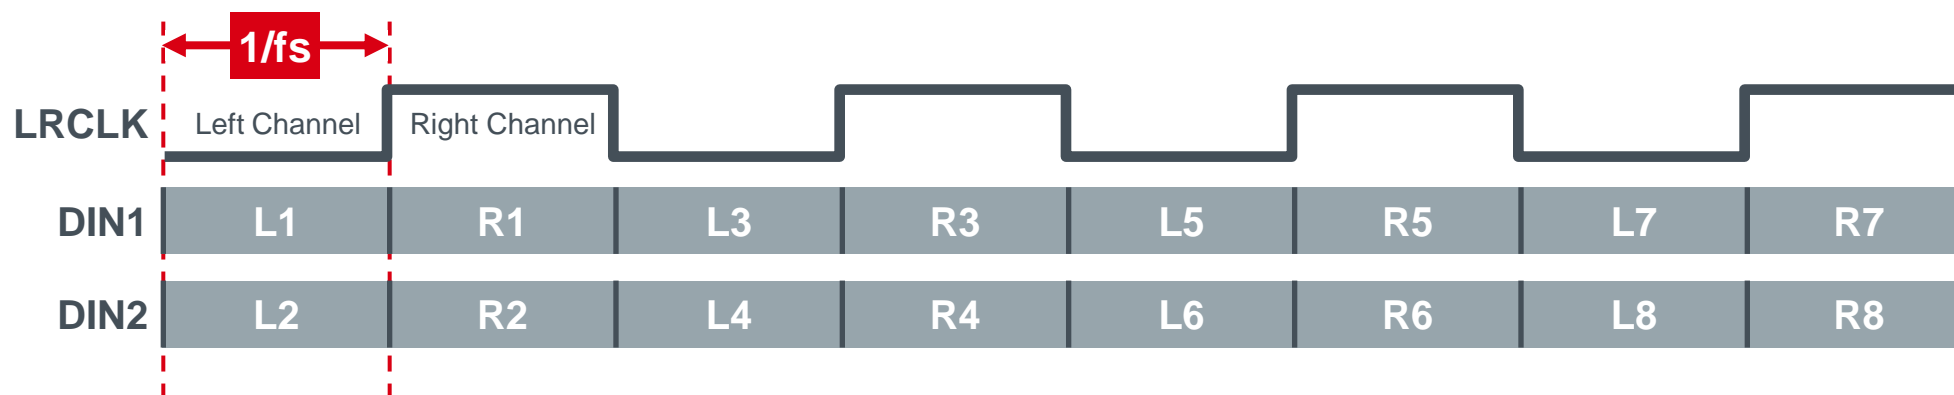 1/fs
LRCLK Left Channel Right Channel
DIN1 L1 R1 L3 R3 L5 R5 L7 R7
DIN2 L2 R2 L4 R4 L6 R6 L8 R8